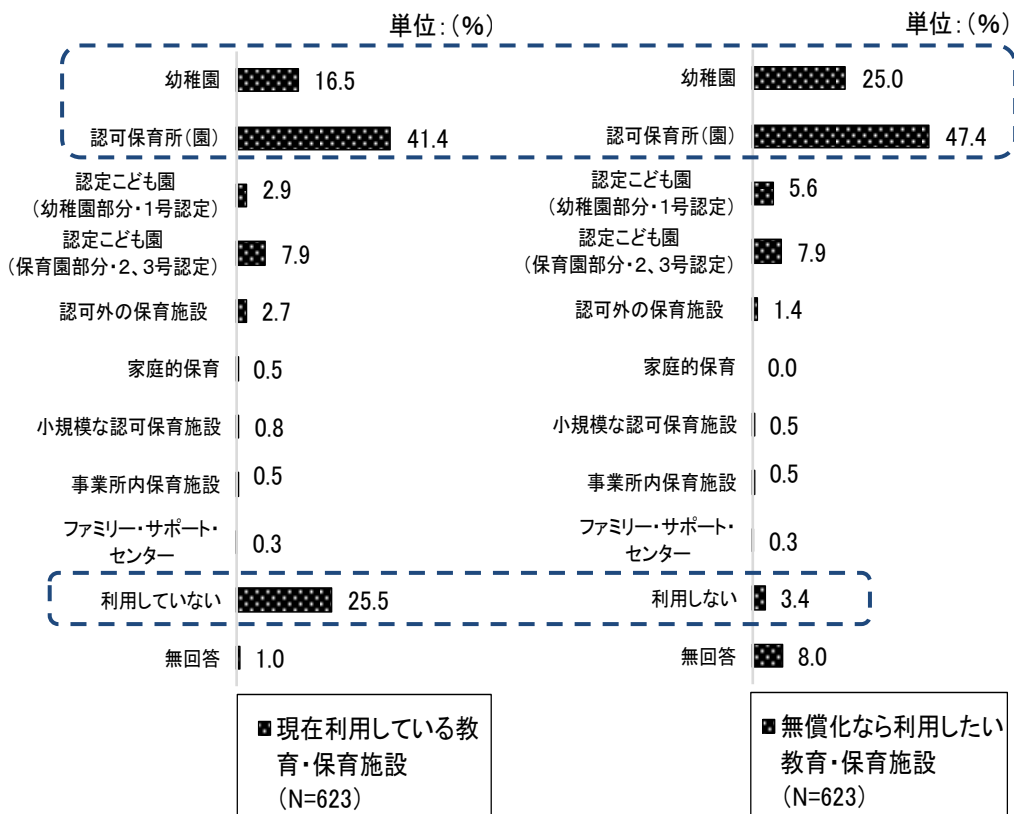 単位：（％）
幼稚園 16.5
認可保育所（園） 41.4
認定こども園
（幼稚園部分・１号認定） 2.9
認定こども園
（保育園部分・２、３号認定） 7.9
認可外の保育施設 2.7
家庭的保育 0.5
小規模な認可保育施設 0.8
事業所内保育施設 0.5
ファミリー・サポート・
センター 0.3
利用していない 25.5
無回答 1.0
現在利用している教
育・保育施設
（N=623）
単位：（％）
幼稚園 25.0
認可保育所（園） 47.4
認定こども園
（幼稚園部分・１号認定） 5.6
認定こども園
（保育園部分・２、３号認定） 7.9
認可外の保育施設 1.4
家庭的保育 0.0
小規模な認可保育施設 0.5
事業所内保育施設 0.5
ファミリー・サポート・
センター 0.3
利用しない 3.4
無回答 8.0
無償化なら利用したい
教育・保育施設
（N=623）